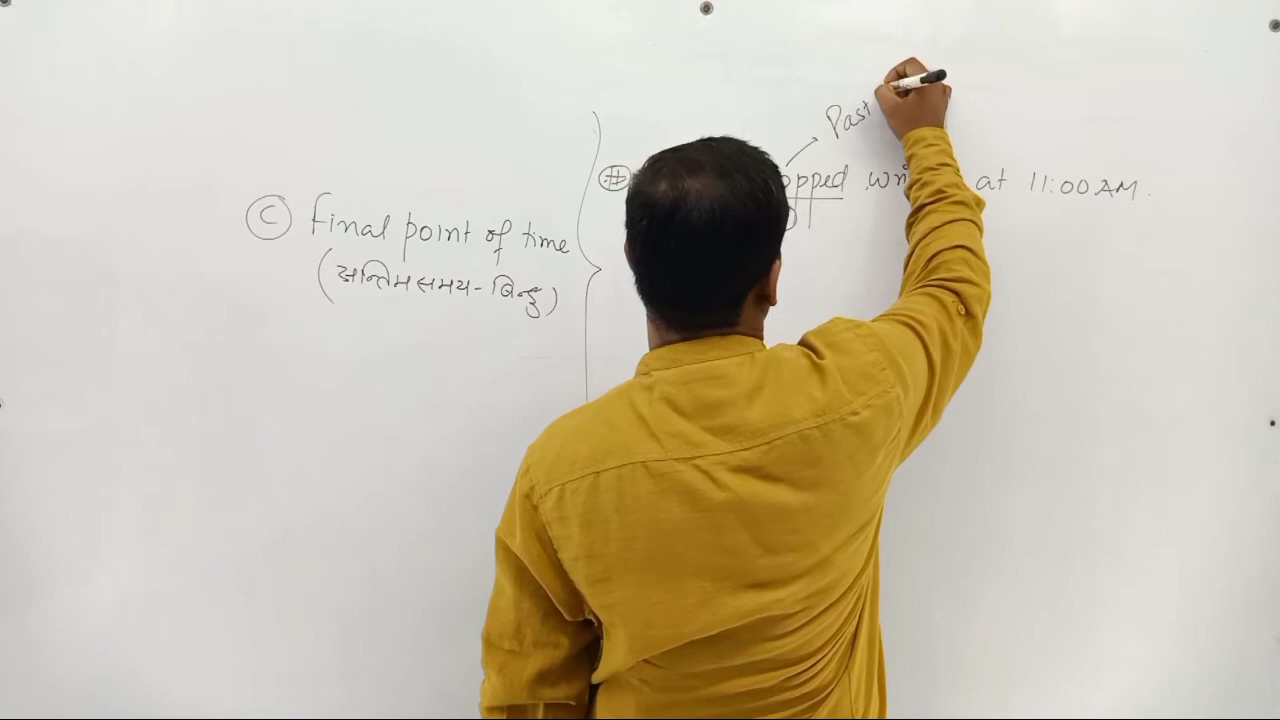 Past
# opped at 11:00 AM.
(C) Final point of time
(अन्तिम समय - बिन्दु)